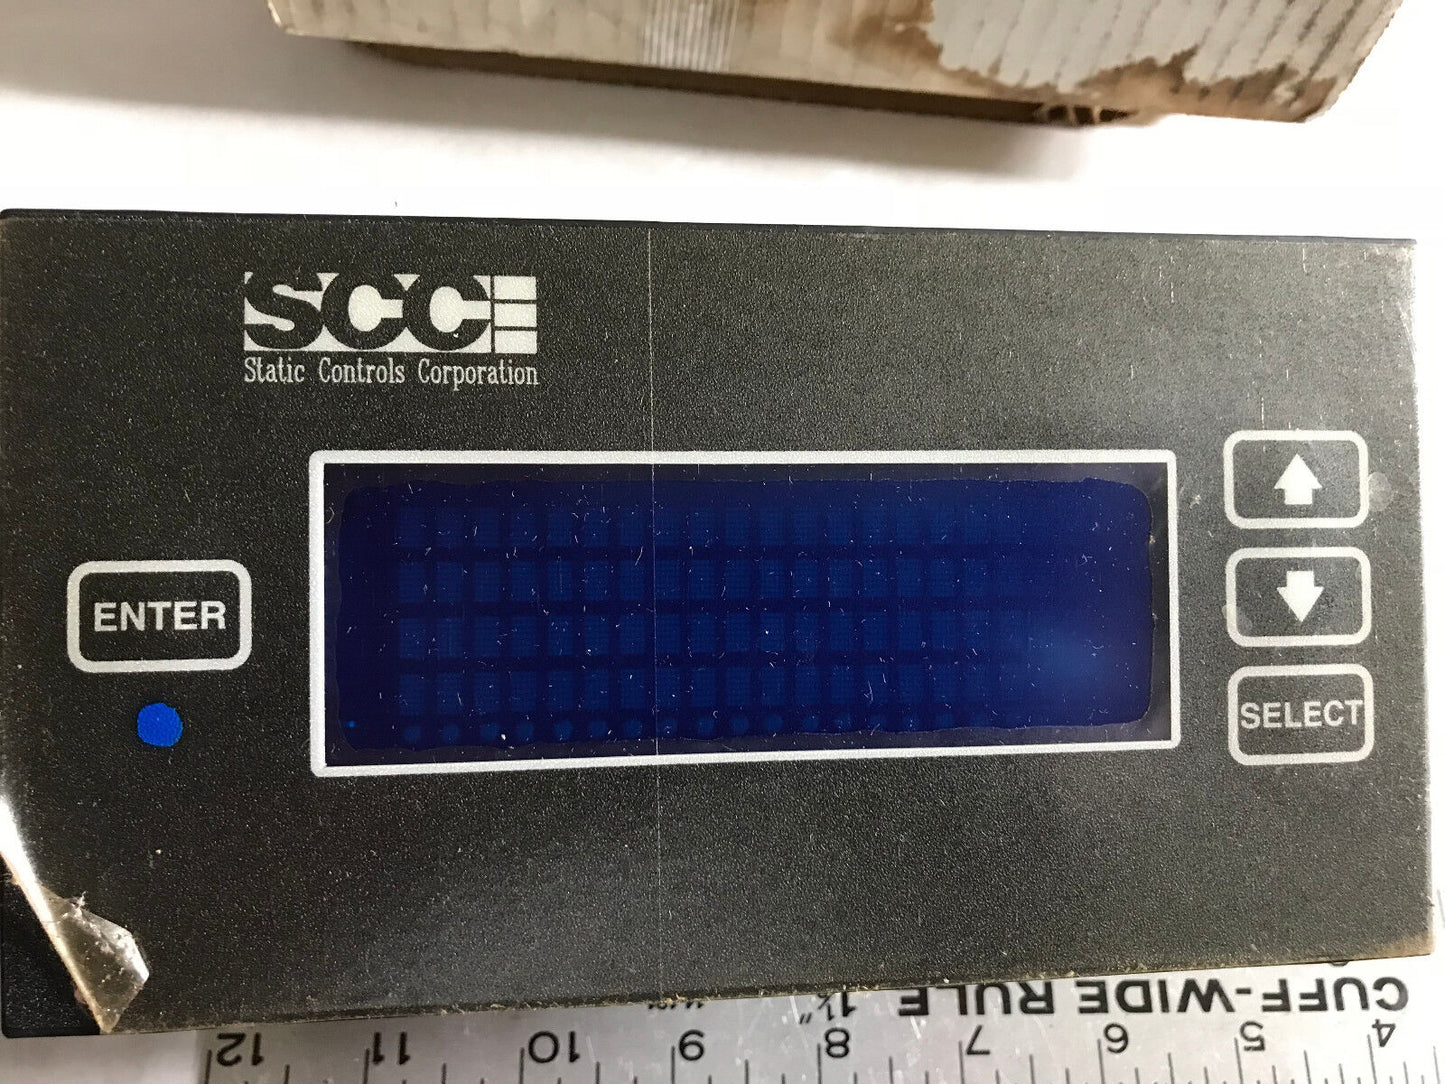 SCC
Static Controls Corporation
ENTER
SELECT
CUFF-WIDE RULE 1½"
12 11 10 9 8 7 6 5 4